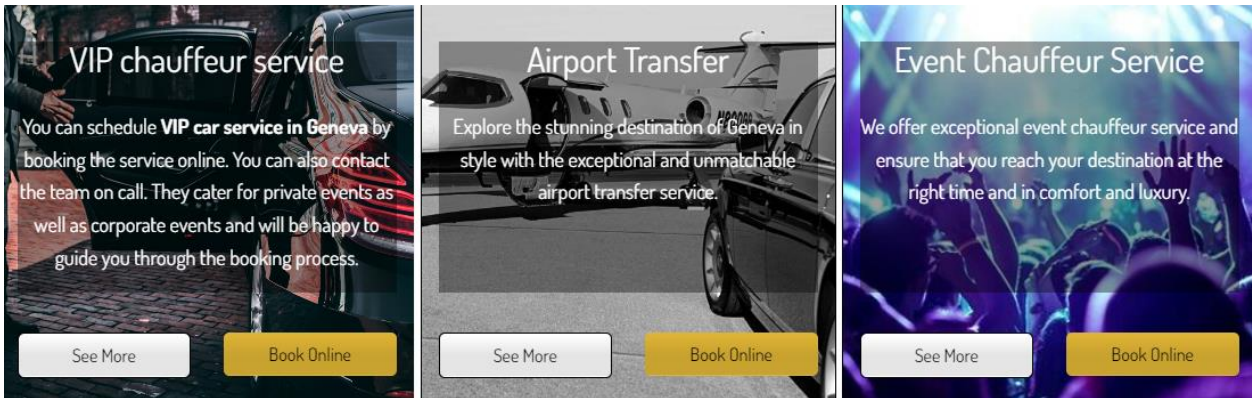 VIP chauffeur service
You can schedule VIP car service in Geneva by
booking the service online. You can also contact
the team on call. They cater for private events as
well as corporate events and will be happy to
guide you through the booking process.
See More
Book Online
Airport Transfer
Explore the stunning destination of Geneva in
style with the exceptional and unmatchable
airport transfer service.
See More
Book Online
Event Chauffeur Service
We offer exceptional event chauffeur service and
ensure that you reach your destination at the
right time and in comfort and luxury.
See More
Book Online